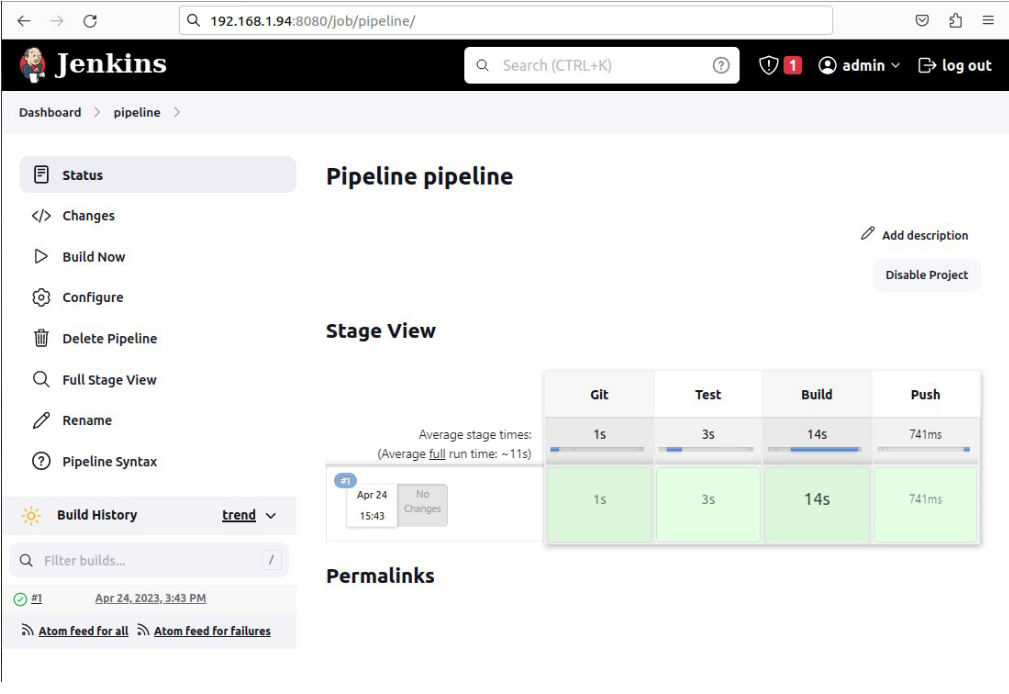 192.168.1.94:8080/job/pipeline/
Jenkins
Search (CTRL+K)
?
1
admin
log out
Dashboard
pipeline
Status
Changes
Build Now
Configure
Delete Pipeline
Full Stage View
Rename
Pipeline Syntax
Build History
trend
Filter builds...
/
#1
Apr 24, 2023, 3:43 PM
Atom feed for all
Atom feed for failures
Pipeline pipeline
Add description
Disable Project
Stage View
Git Test Build Push
Average stage times:
(Average full run time: ~11s)
1s 3s 14s 741ms
#1
Apr 24
15:43
No
Changes
1s 3s 14s 741ms
Permalinks